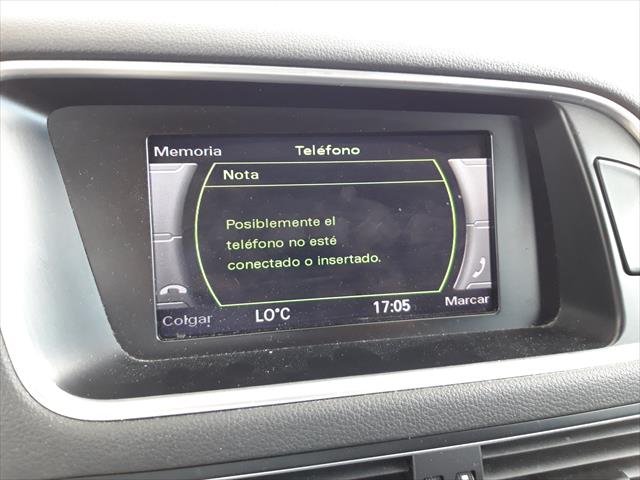 Memoria Teléfono
Nota
Posiblemente el
teléfono no esté
conectado o insertado.
Colgar LO°C 17:05 Marcar